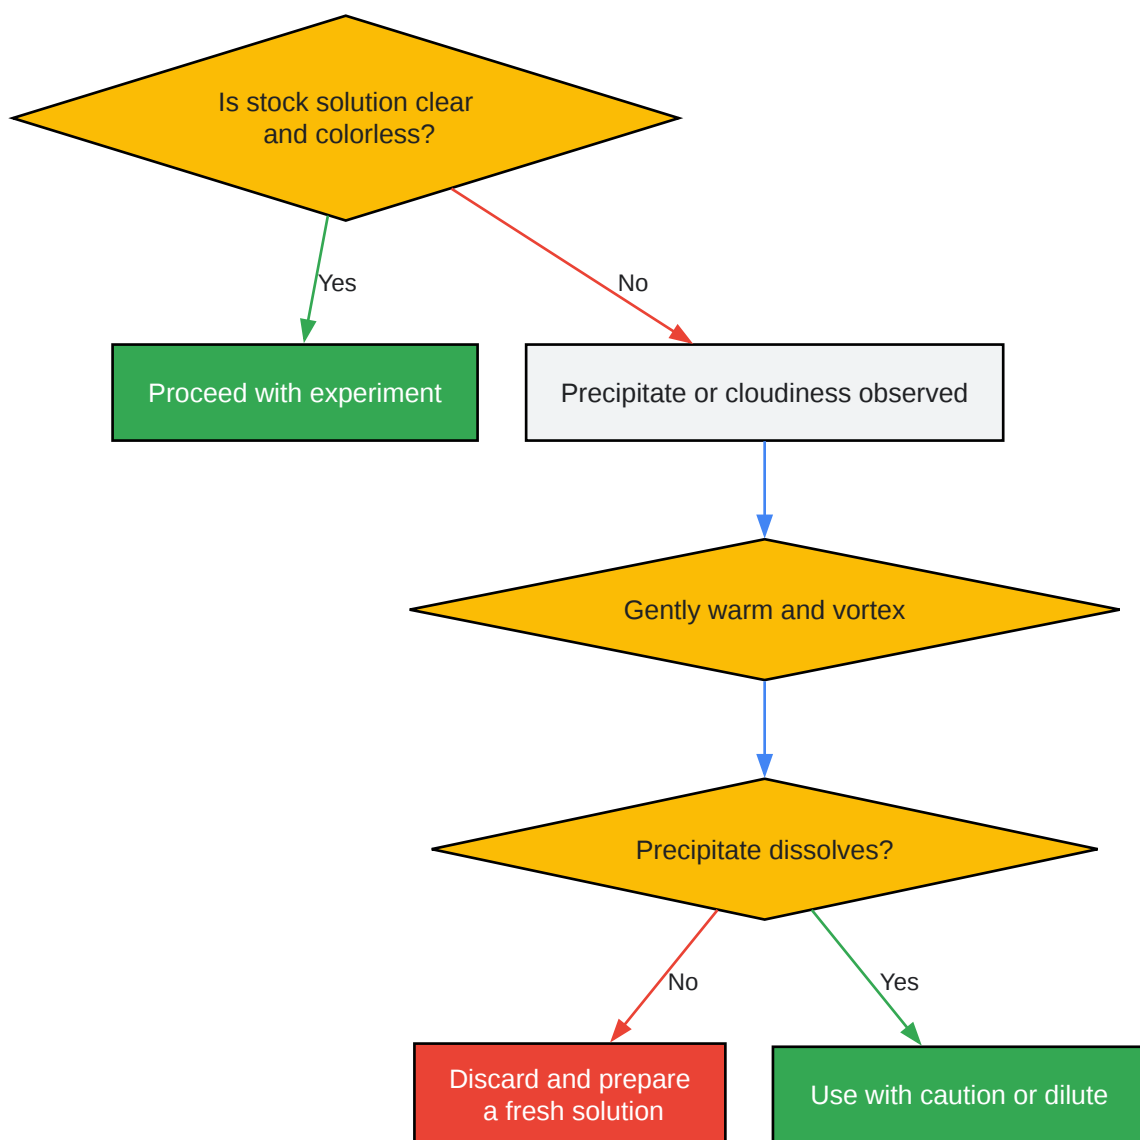 Is stock solution clear
and colorless?
Yes
No
Proceed with experiment
Precipitate or cloudiness observed
Gently warm and vortex
Precipitate dissolves?
No
Yes
Discard and prepare
a fresh solution
Use with caution or dilute